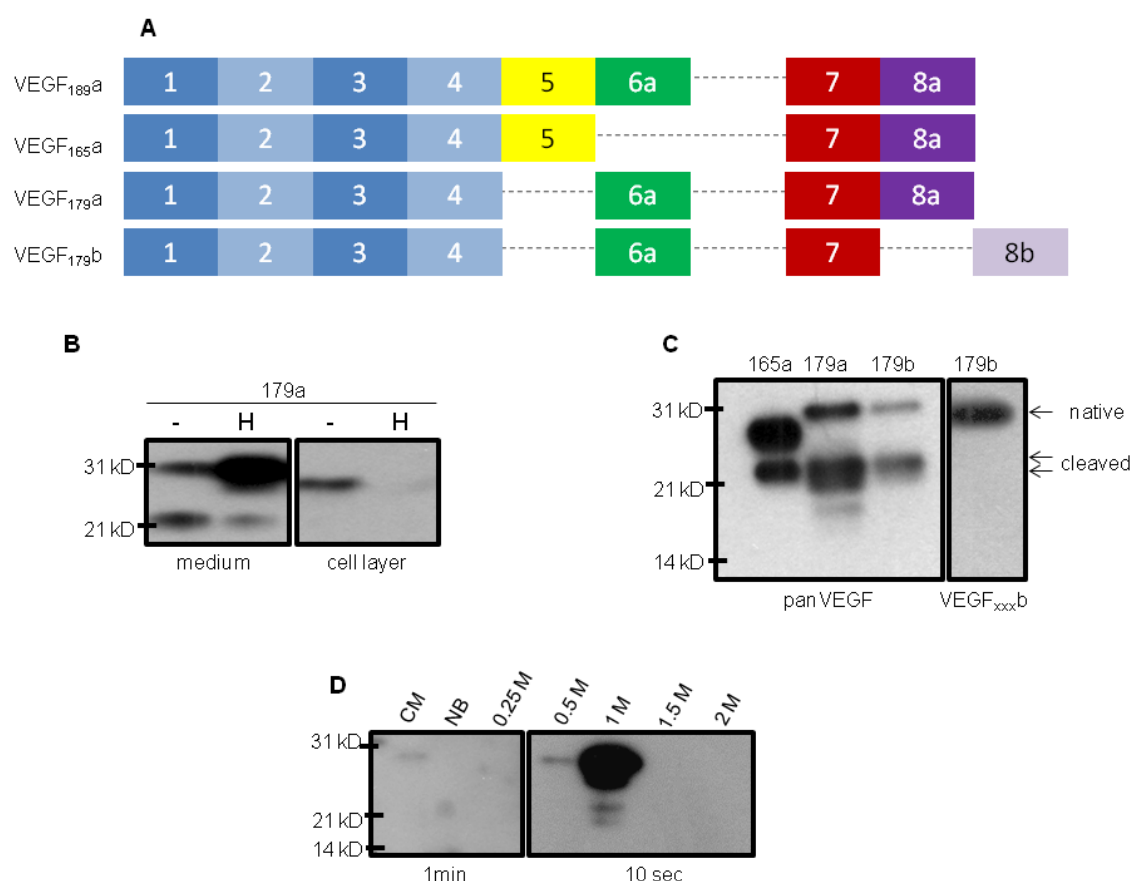 A
VEGF₁₈₉a 1 2 3 4 5 6a 7 8a
VEGF₁₆₅a 1 2 3 4 5 7 8a
VEGF₁₇₉a 1 2 3 4 6a 7 8a
VEGF₁₇₉b 1 2 3 4 6a 7 8b
B
179a
- H - H
31 kD
21 kD
medium cell layer
C
165a 179a 179b 179b
31 kD
21 kD
14 kD
native
cleaved
pan VEGF VEGFₓₓₓb
D
CM NB 0.25 M 0.5 M 1 M 1.5 M 2 M
31 kD
21 kD
14 kD
1min 10 sec